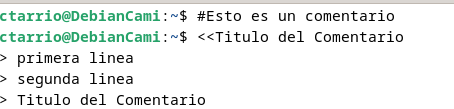 ctarrio@DebianCami:~$ #Esto es un comentario
ctarrio@DebianCami:~$ <<Titulo del Comentario
> primera linea
> segunda linea
> Titulo del Comentario